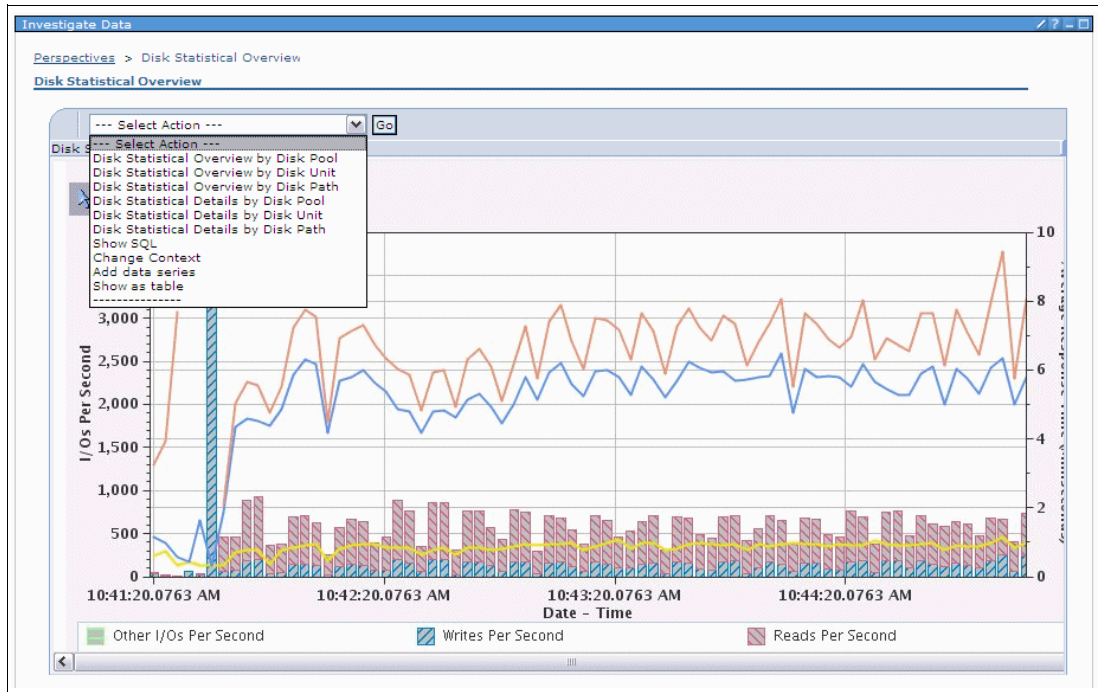 Investigate Data
Perspectives > Disk Statistical Overview
Disk Statistical Overview
--- Select Action ---
Go
--- Select Action ---
Disk Statistical Overview by Disk Pool
Disk Statistical Overview by Disk Unit
Disk Statistical Overview by Disk Path
Disk Statistical Details by Disk Pool
Disk Statistical Details by Disk Unit
Disk Statistical Details by Disk Path
Show SQL
Change Context
Add data series
Show as table
---------------
Disk
10
8
6
4
2
0
3,000
2,500
2,000
1,500
1,000
500
0
I/Os Per Second
10:41:20.0763 AM
10:42:20.0763 AM
10:43:20.0763 AM
10:44:20.0763 AM
Date - Time
Other I/Os Per Second
Writes Per Second
Reads Per Second